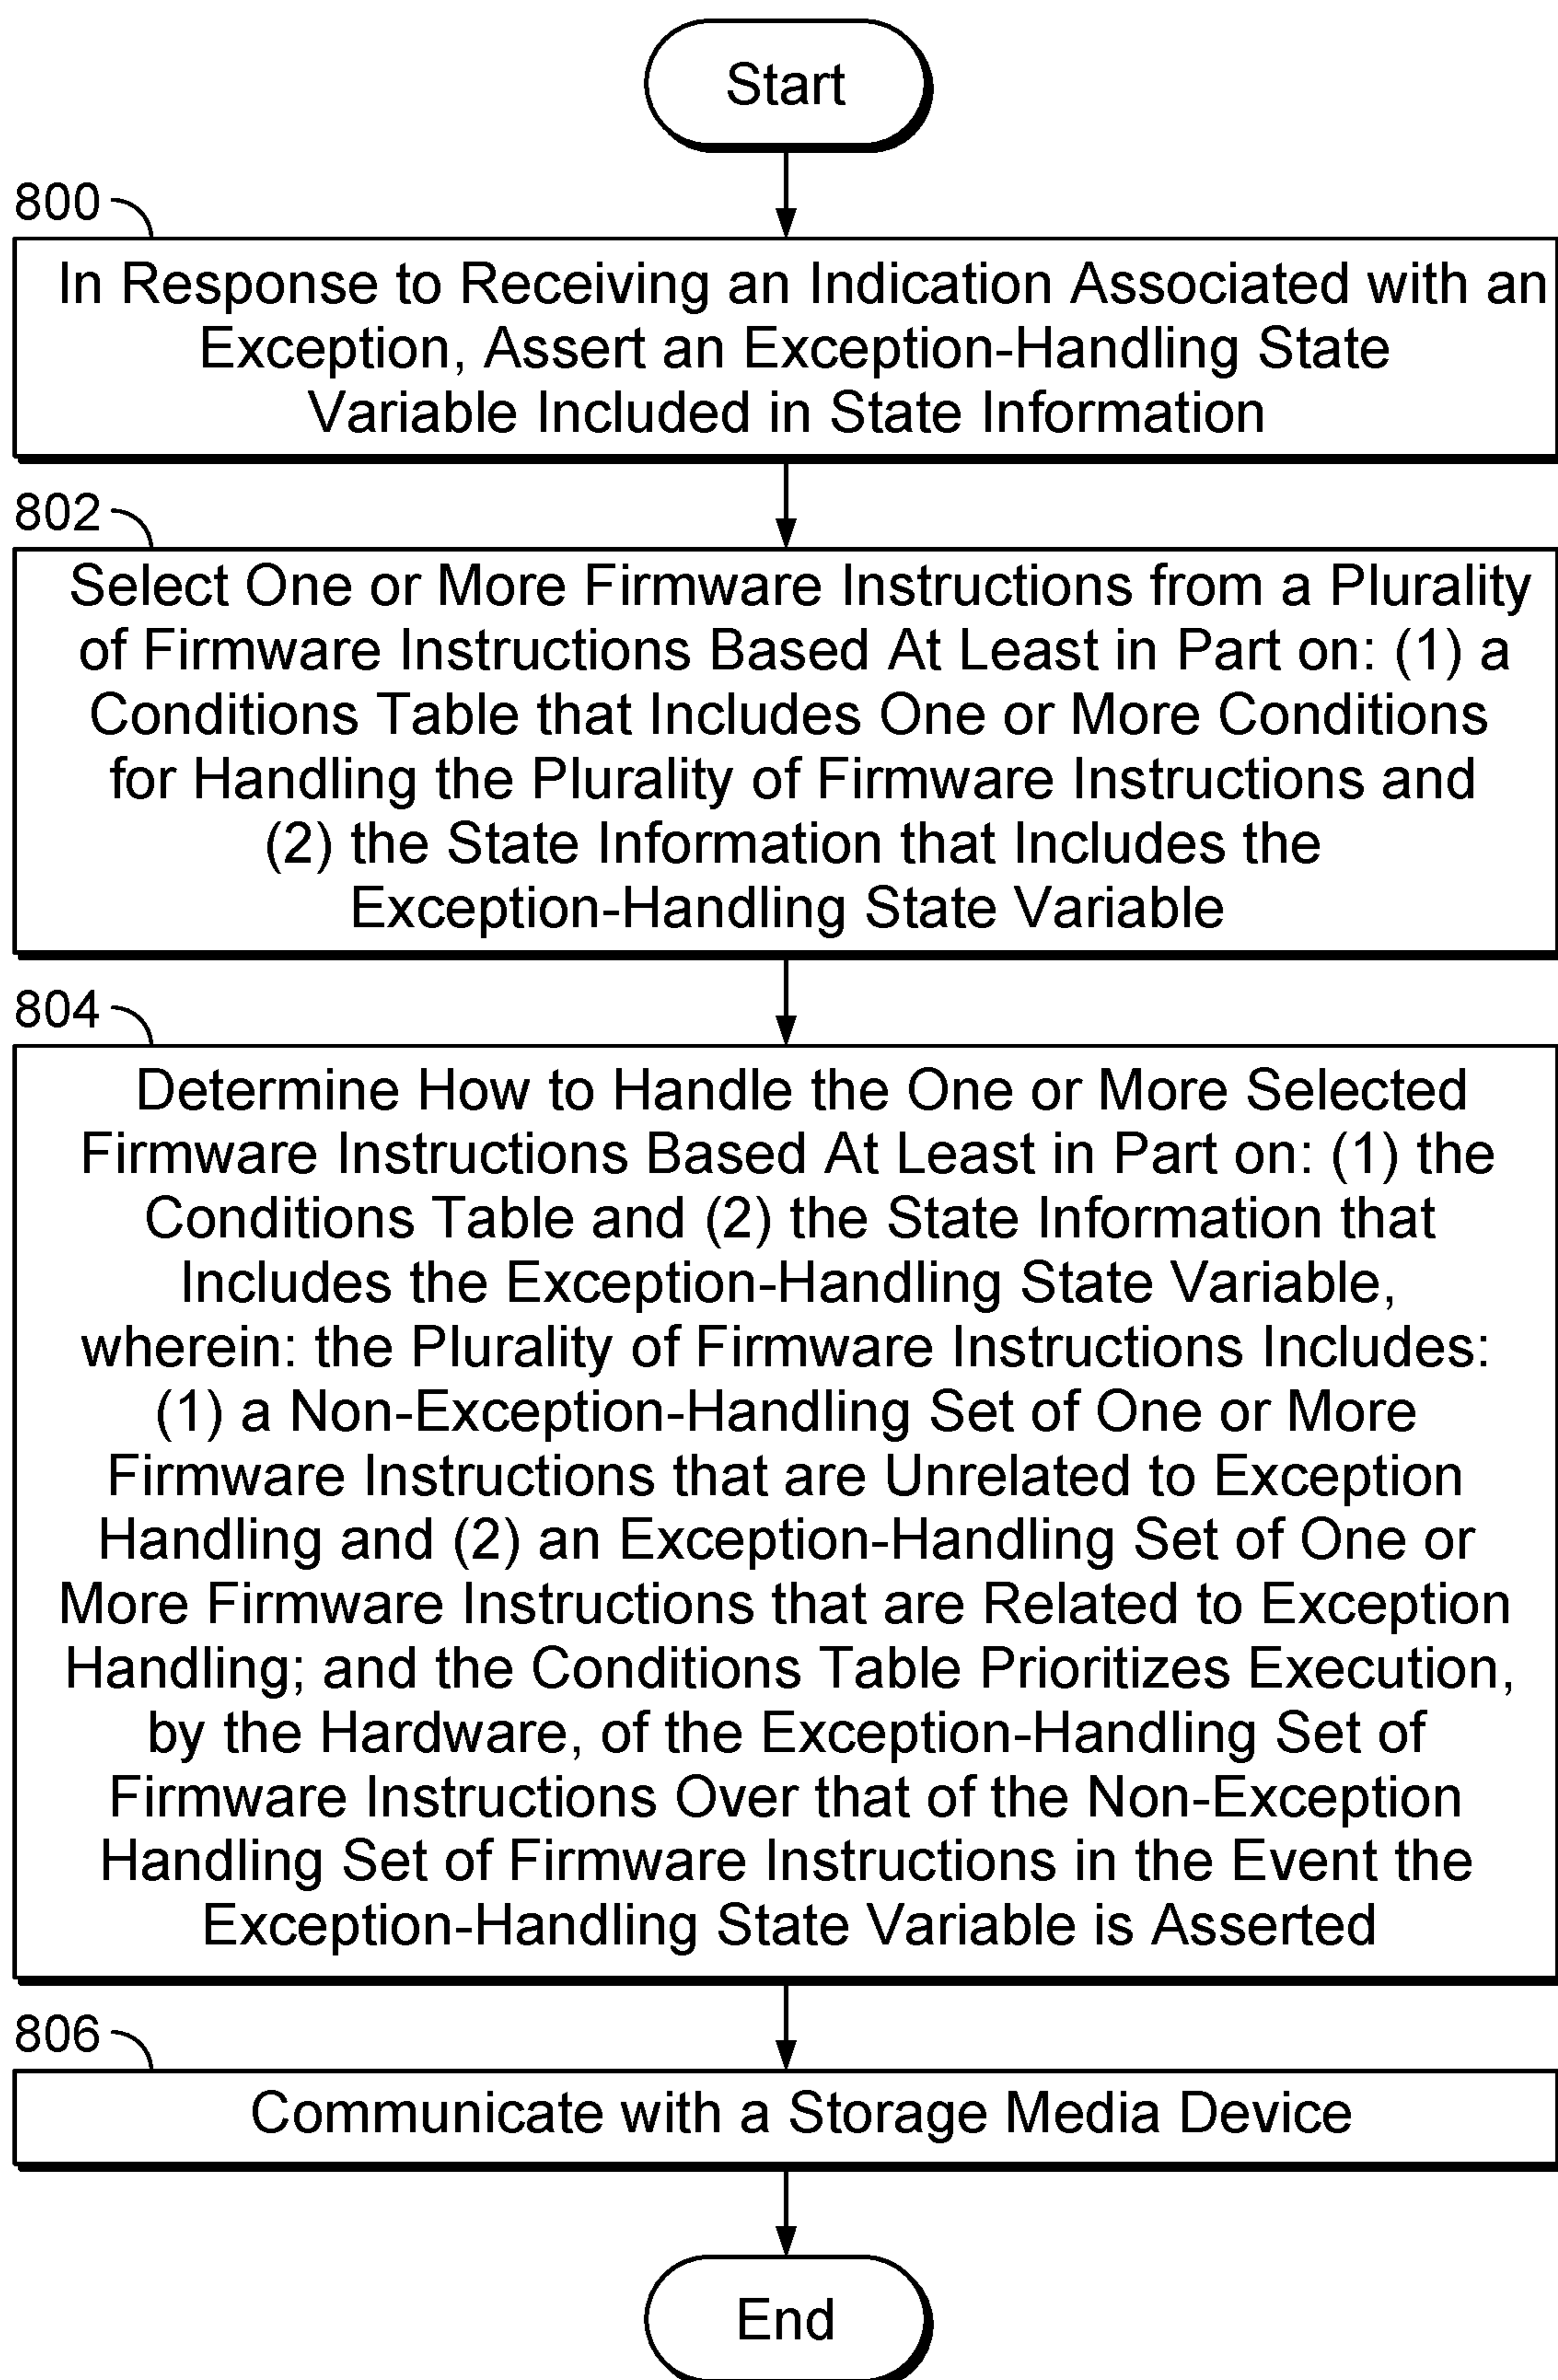 Start
800
In Response to Receiving an Indication Associated with an
Exception, Assert an Exception-Handling State
Variable Included in State Information
802
Select One or More Firmware Instructions from a Plurality
of Firmware Instructions Based At Least in Part on: (1) a
Conditions Table that Includes One or More Conditions
for Handling the Plurality of Firmware Instructions and
(2) the State Information that Includes the
Exception-Handling State Variable
804
Determine How to Handle the One or More Selected
Firmware Instructions Based At Least in Part on: (1) the
Conditions Table and (2) the State Information that
Includes the Exception-Handling State Variable,
wherein: the Plurality of Firmware Instructions Includes:
(1) a Non-Exception-Handling Set of One or More
Firmware Instructions that are Unrelated to Exception
Handling and (2) an Exception-Handling Set of One or
More Firmware Instructions that are Related to Exception
Handling; and the Conditions Table Prioritizes Execution,
by the Hardware, of the Exception-Handling Set of
Firmware Instructions Over that of the Non-Exception
Handling Set of Firmware Instructions in the Event the
Exception-Handling State Variable is Asserted
806
Communicate with a Storage Media Device
End